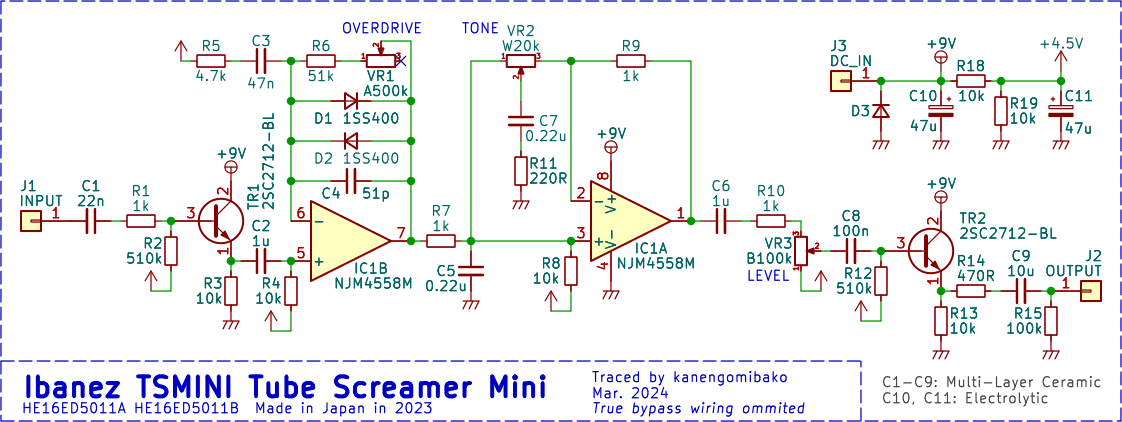 OVERDRIVE
TONE
R5
4.7k
C3
47n
R6
51k
2
1
3
VR1
A500k
VR2
W20k
1
3
2
R9
1k
D1 1SS400
D2 1SS400
C4
51p
C7
0.22u
R11
220R
J3
DC_IN
1
D3
+9V
C10
+
47u
R18
10k
R19
10k
+4.5V
C11
+
47u
J1
INPUT
1
C1
22n
R1
1k
R2
510k
+9V
TR1
2SC2712-BL
2
3
1
C2
1u
R3
10k
R4
10k
6
5
7
−
+
IC1B
NJM4558M
R7
1k
C5
0.22u
R8
10k
+9V
8
V+
2
3
1
−
+
V−
4
IC1A
NJM4558M
C6
1u
R10
1k
3
2
1
VR3
B100k
LEVEL
C8
100n
R12
510k
+9V
2
3
1
TR2
2SC2712-BL
R14
470R
R13
10k
C9
10u
R15
100k
J2
OUTPUT
1
Ibanez TSMINI Tube Screamer Mini
HE16ED5011A HE16ED5011B Made in Japan in 2023
Traced by kanengomibako
Mar. 2024
True bypass wiring ommited
C1-C9: Multi-Layer Ceramic
C10, C11: Electrolytic